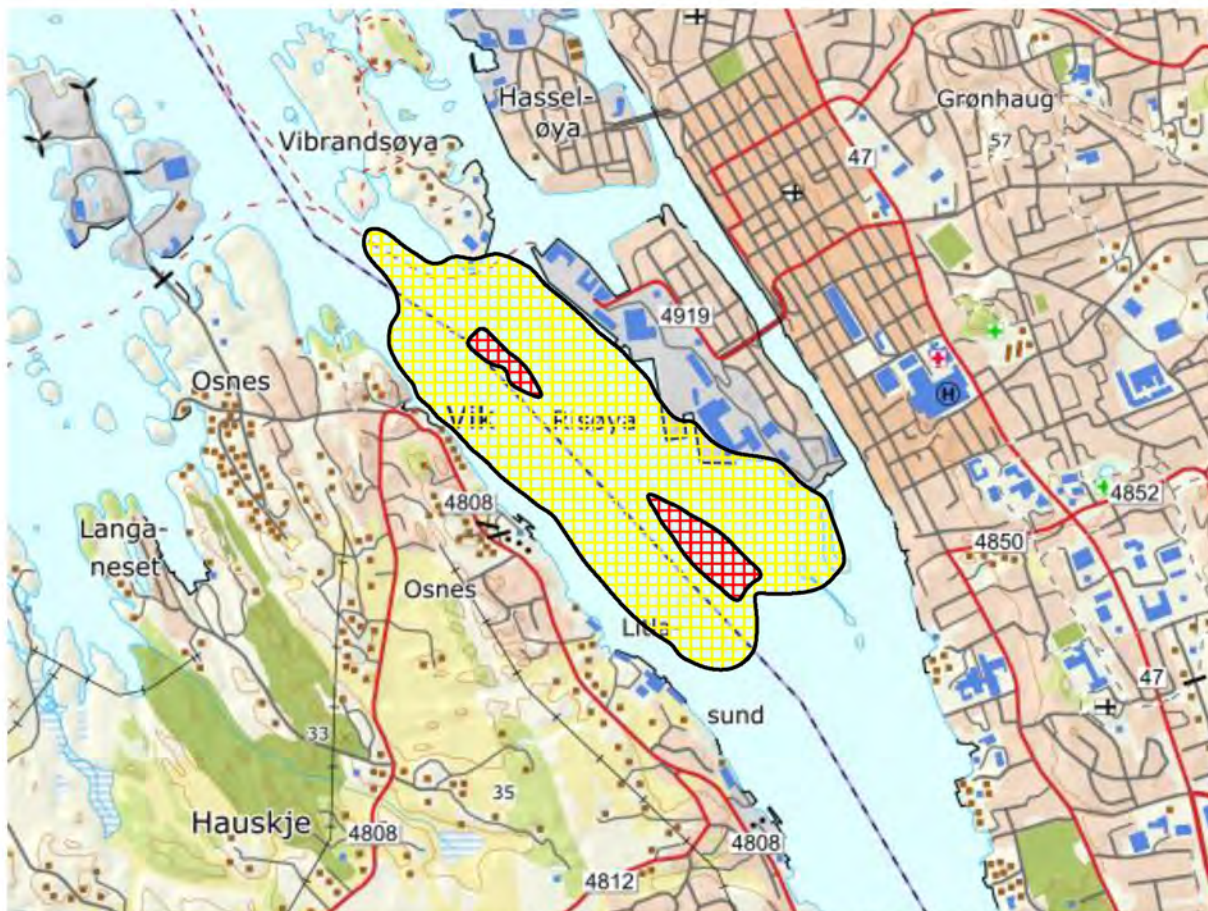 Hassel-
øya
Grønhaug
57
Vibrandsøya
47
4919
Osnes
H
Vik
Risøya
4808
4852
4850
Langa-
neset
Osnes
Litla
47
sund
33
35
Hauskje
4808
4808
4812